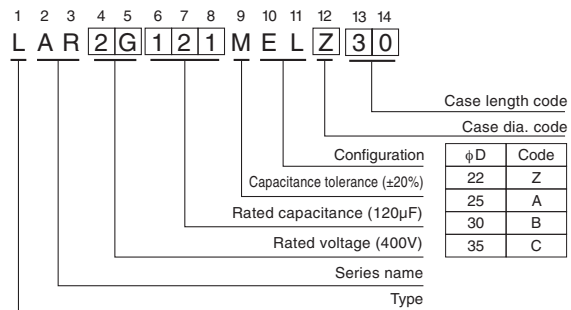 1 2 3 4 5 6 7 8 9 10 11 12 13 14
L A R 2 G 1 2 1 M E L Z 3 0
Case length code
Case dia. code
Configuration
Capacitance tolerance (±20%)
Rated capacitance (120µF)
Rated voltage (400V)
Series name
Type
ϕD Code
22 Z
25 A
30 B
35 C